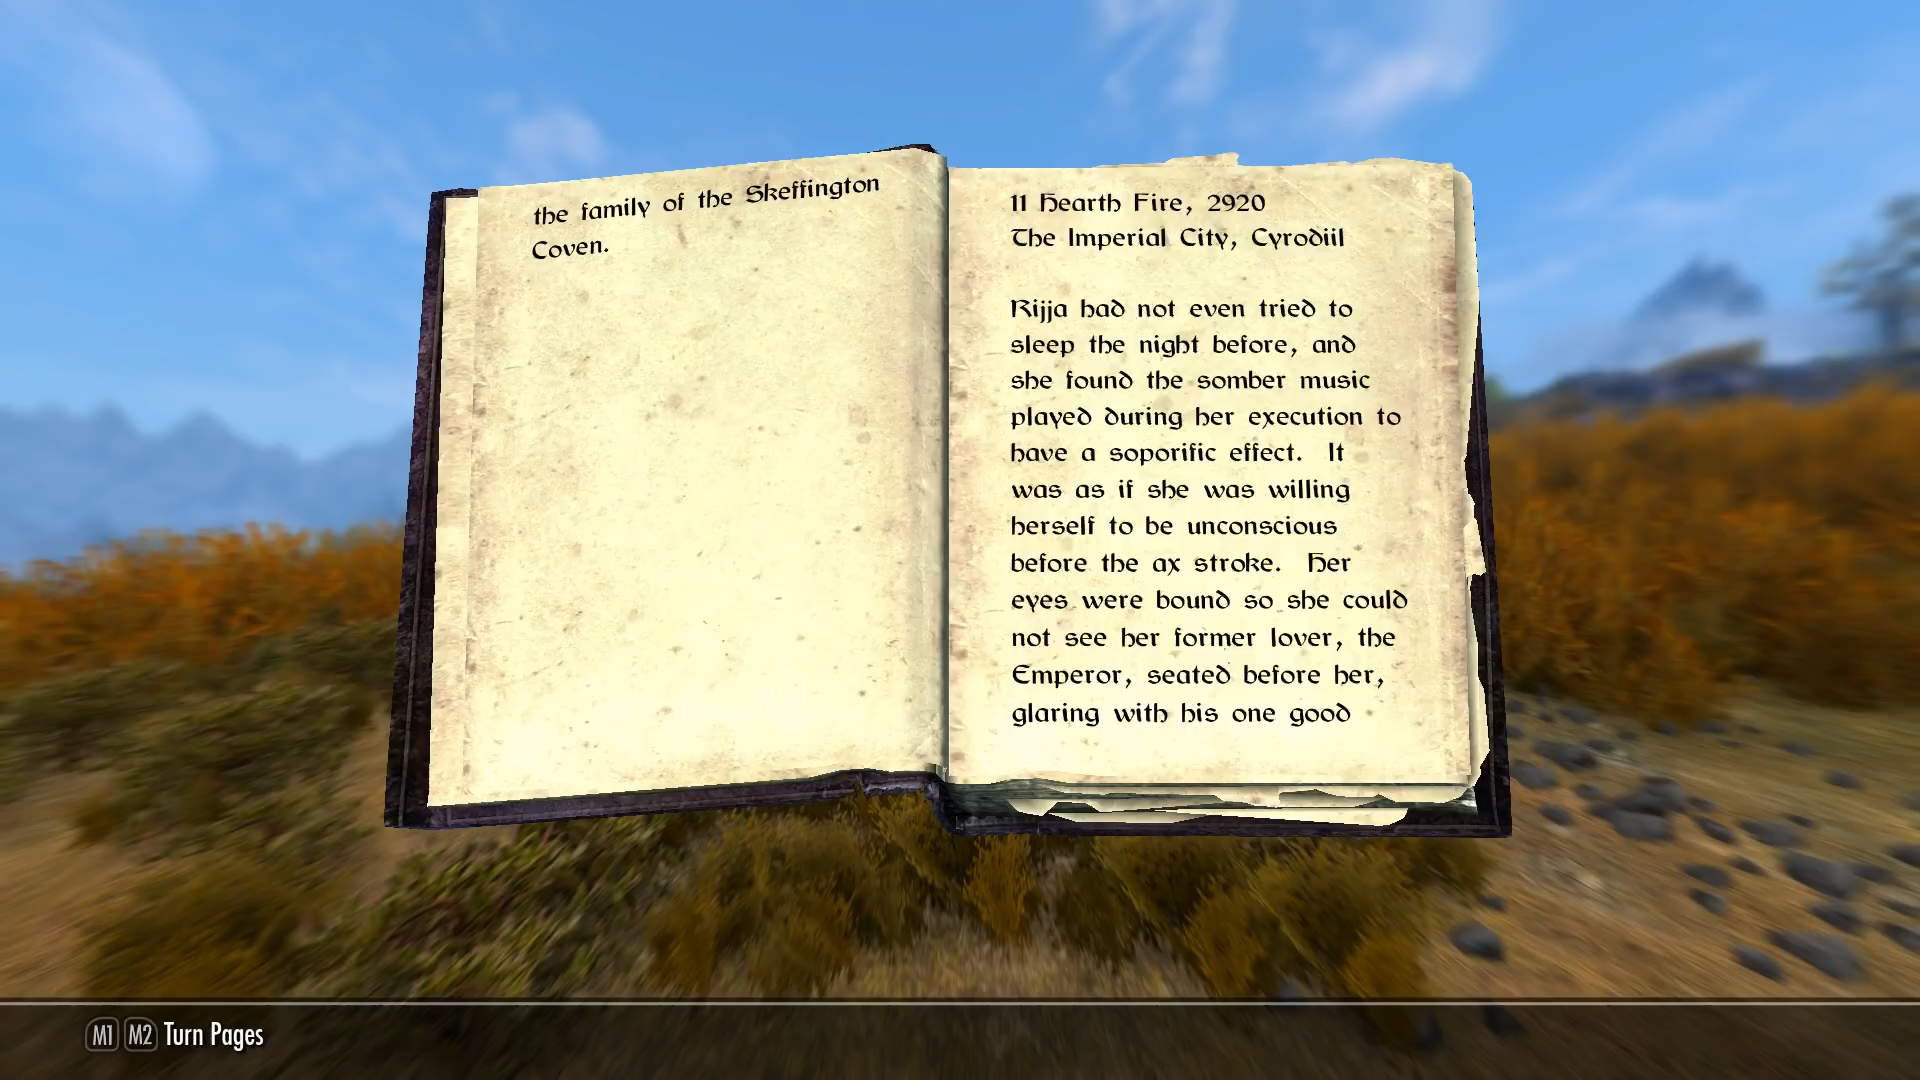 the family of the Skeffington
Coven.
11 Hearth Fire, 2920
The Imperial City, Cyrodiil
Rijja had not even tried to
sleep the night before, and
she found the somber music
played during her execution to
have a soporific effect.  It
was as if she was willing
herself to be unconscious
before the ax stroke.  Her
eyes were bound so she could
not see her former lover, the
Emperor, seated before her,
glaring with his one good
M1 M2 Turn Pages